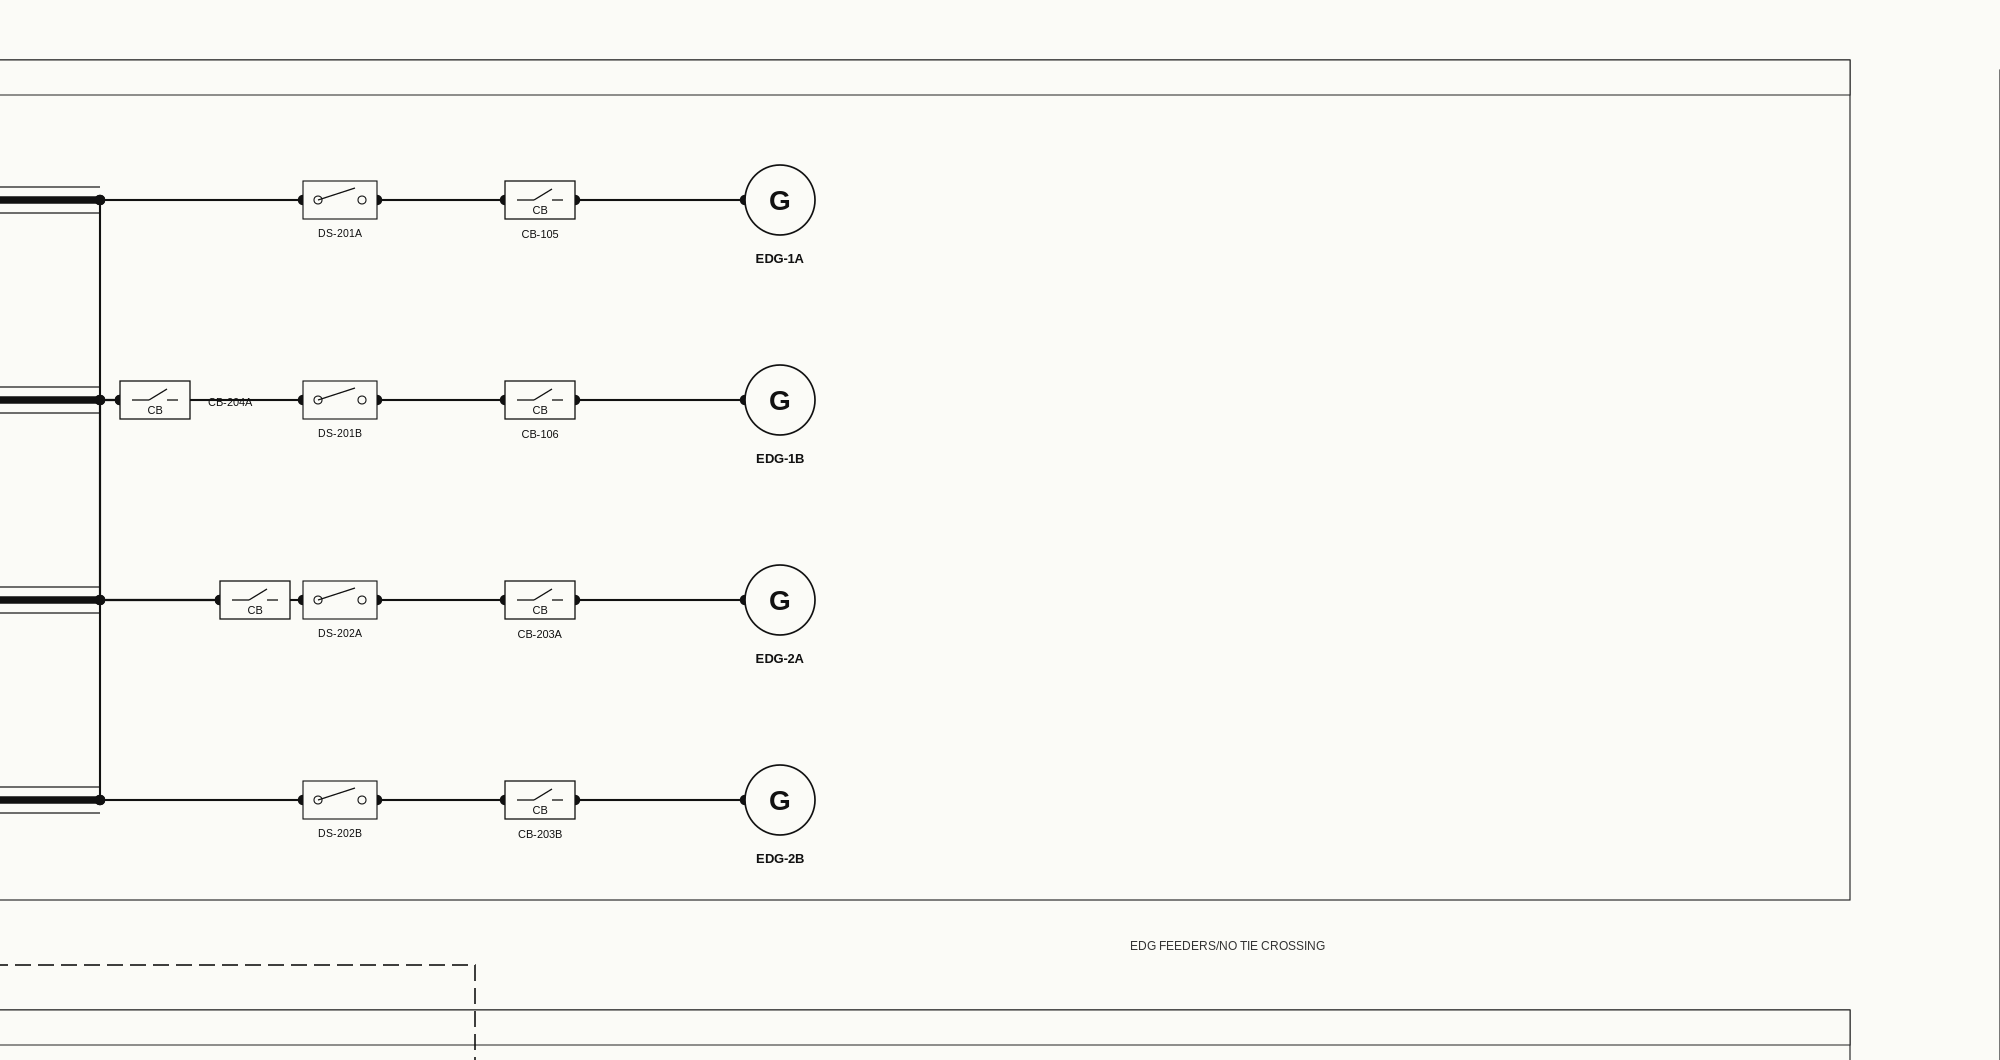 CB
DS-201A
CB-105
G
EDG-1A
CB
CB-204A
DS-201B
CB
CB-106
G
EDG-1B
CB
DS-202A
CB
CB-203A
G
EDG-2A
DS-202B
CB
CB-203B
G
EDG-2B
EDG FEEDERS/NO TIE CROSSING